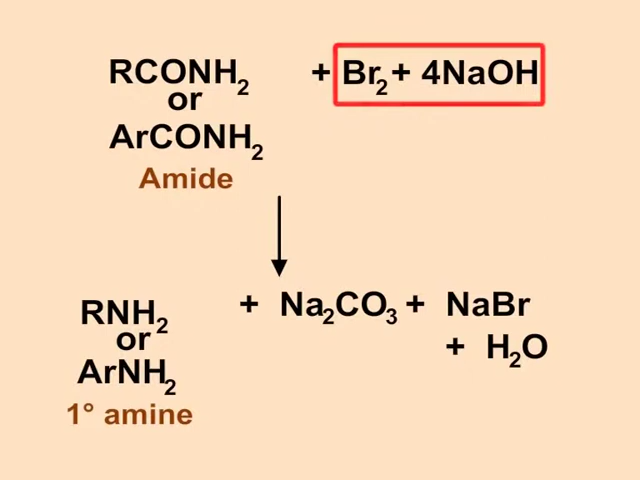 RCONH₂ + Br₂ + 4NaOH
or
ArCONH₂
Amide
RNH₂ + Na₂CO₃ + NaBr
or + H₂O
ArNH₂
1° amine